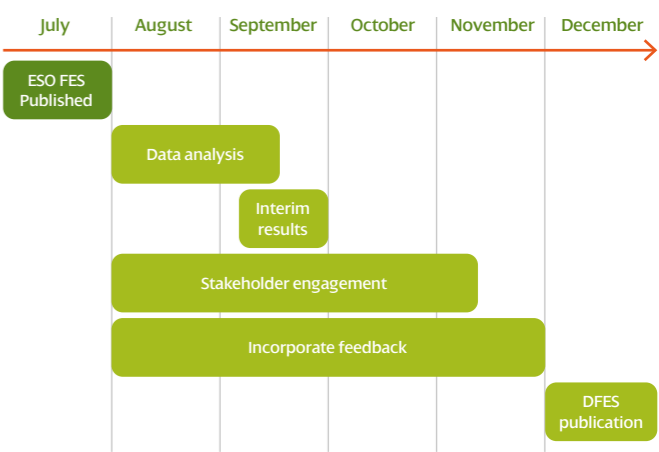 July August September October November December
ESO FES
Published
Data analysis
Interim
results
Stakeholder engagement
Incorporate feedback
DFES
publication